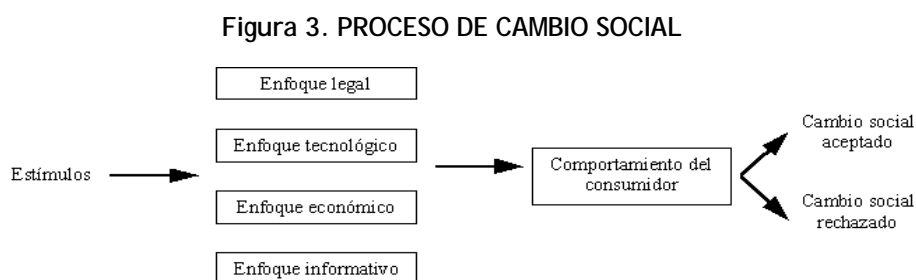 Figura 3. PROCESO DE CAMBIO SOCIAL
Enfoque legal
Enfoque tecnológico
Estímulos
Enfoque económico
Enfoque informativo
Comportamiento del
consumidor
Cambio social
aceptado
Cambio social
rechazado